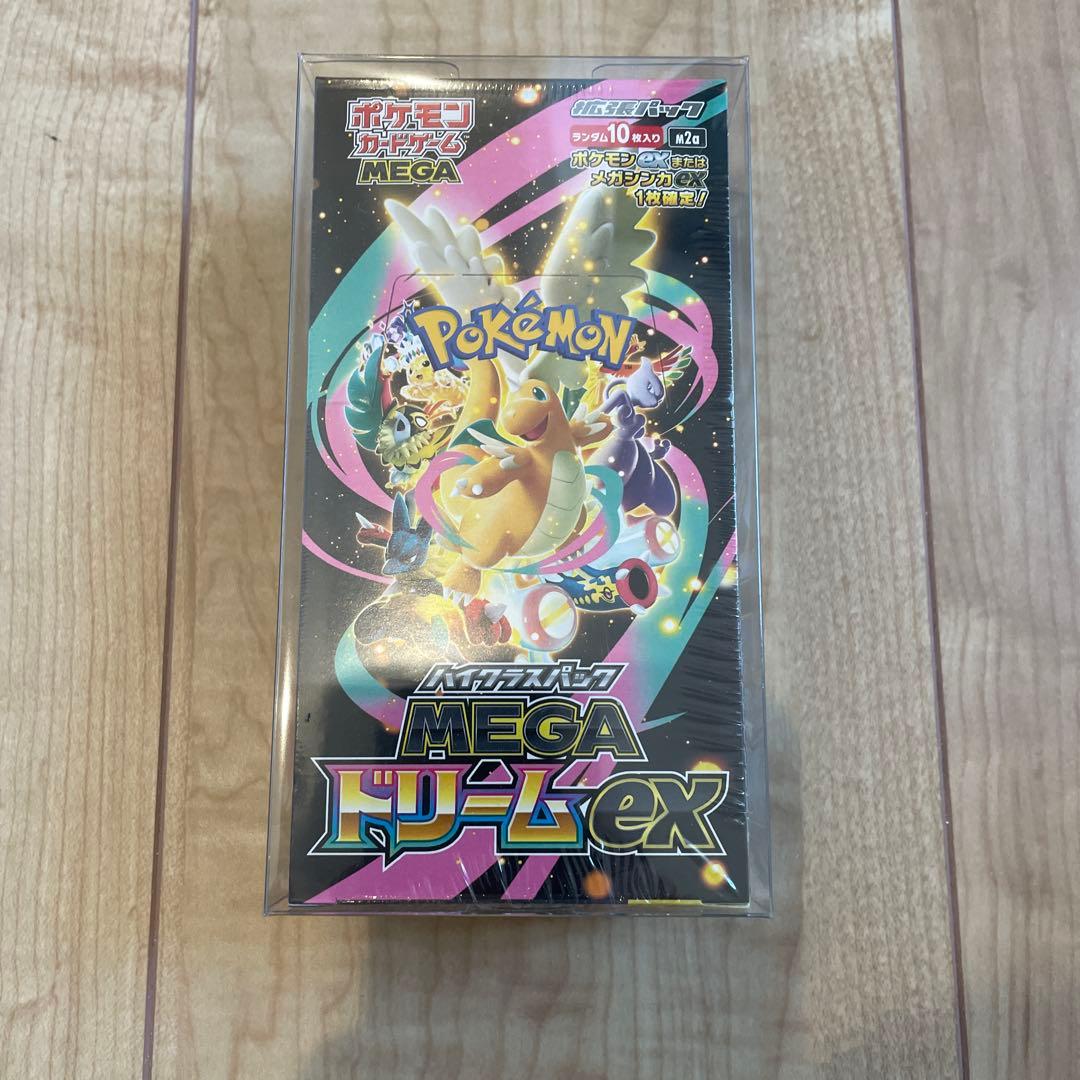 ポケモン
カードゲーム
MEGA
拡張パック
ランダム10枚入り M2a
ポケモンexまたは
メガシンカex
1枚確定!
POKéMON™
ハイクラスパック
MEGA
ドリームex